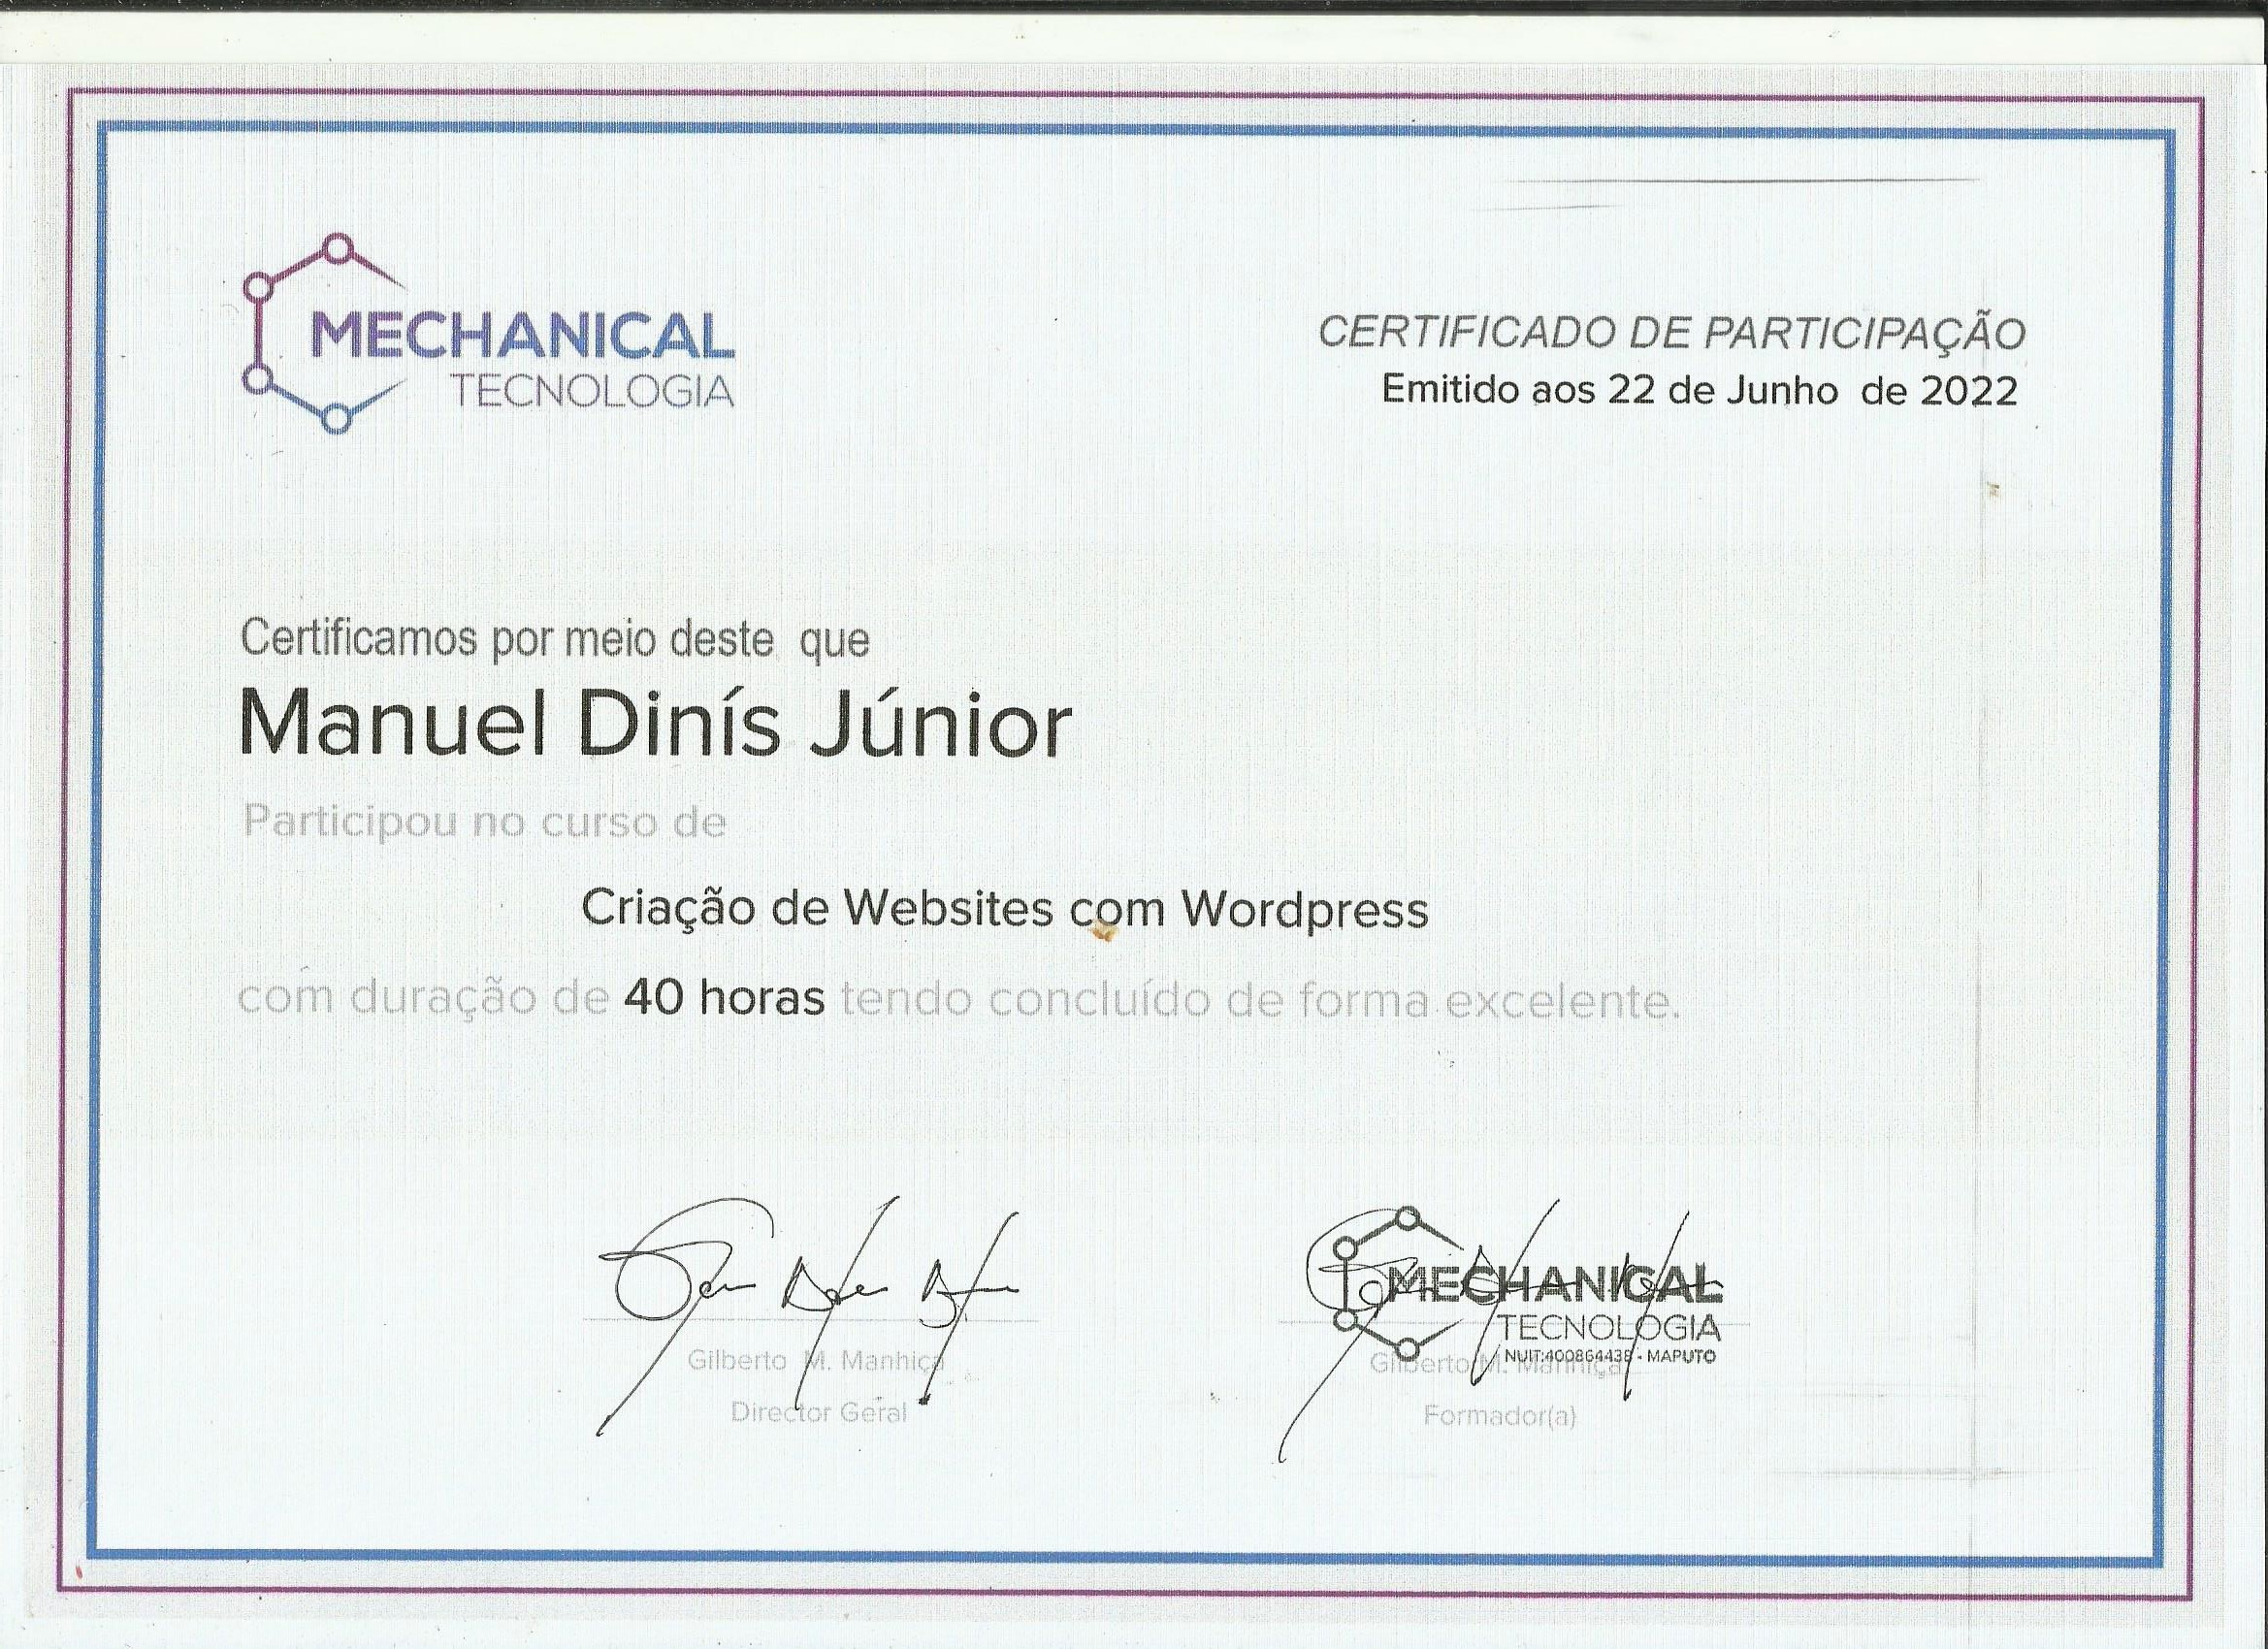 MECHANICAL
TECNOLOGIA
CERTIFICADO DE PARTICIPAÇÃO
Emitido aos 22 de Junho de 2022
Certificamos por meio deste que
Manuel Dinís Júnior
Participou no curso de
Criação de Websites com Wordpress
com duração de 40 horas tendo concluído de forma excelente.
Gilberto M. Manhiça
Director Geral
MECHANICAL
TECNOLOGIA
NUIT:400864438 - MAPUTO
Gilberto M. Manhiça
Formador(a)